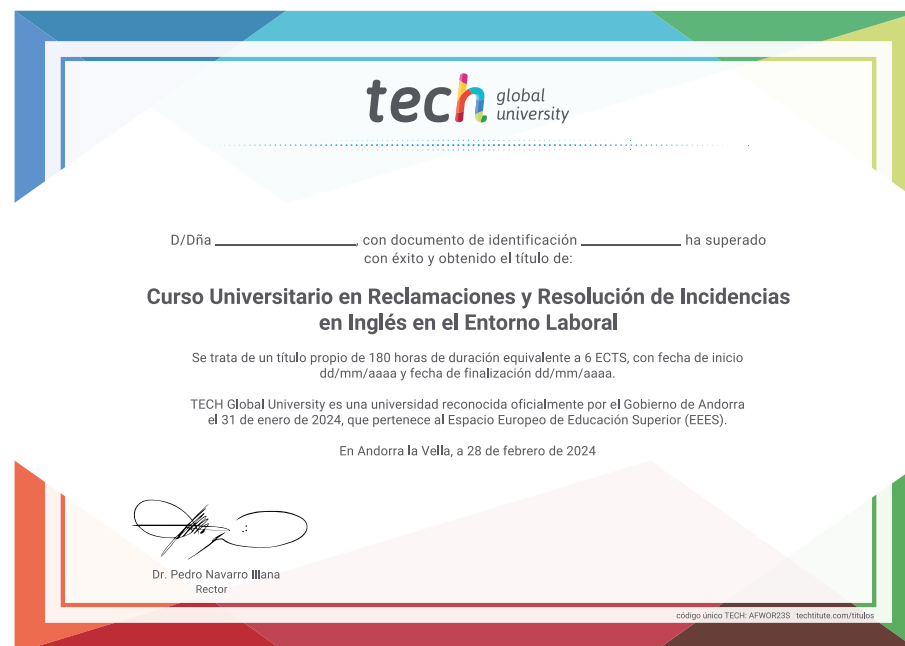 tech global university
D/Dña ____________, con documento de identificación ____________ ha superado
con éxito y obtenido el título de:
Curso Universitario en Reclamaciones y Resolución de Incidencias
en Inglés en el Entorno Laboral
Se trata de un título propio de 180 horas de duración equivalente a 6 ECTS, con fecha de inicio
dd/mm/aaaa y fecha de finalización dd/mm/aaaa.
TECH Global University es una universidad reconocida oficialmente por el Gobierno de Andorra
el 31 de enero de 2024, que pertenece al Espacio Europeo de Educación Superior (EEES).
En Andorra la Vella, a 28 de febrero de 2024
Dr. Pedro Navarro Illana
Rector
código único TECH: AFWOR23S techtitute.com/titulos